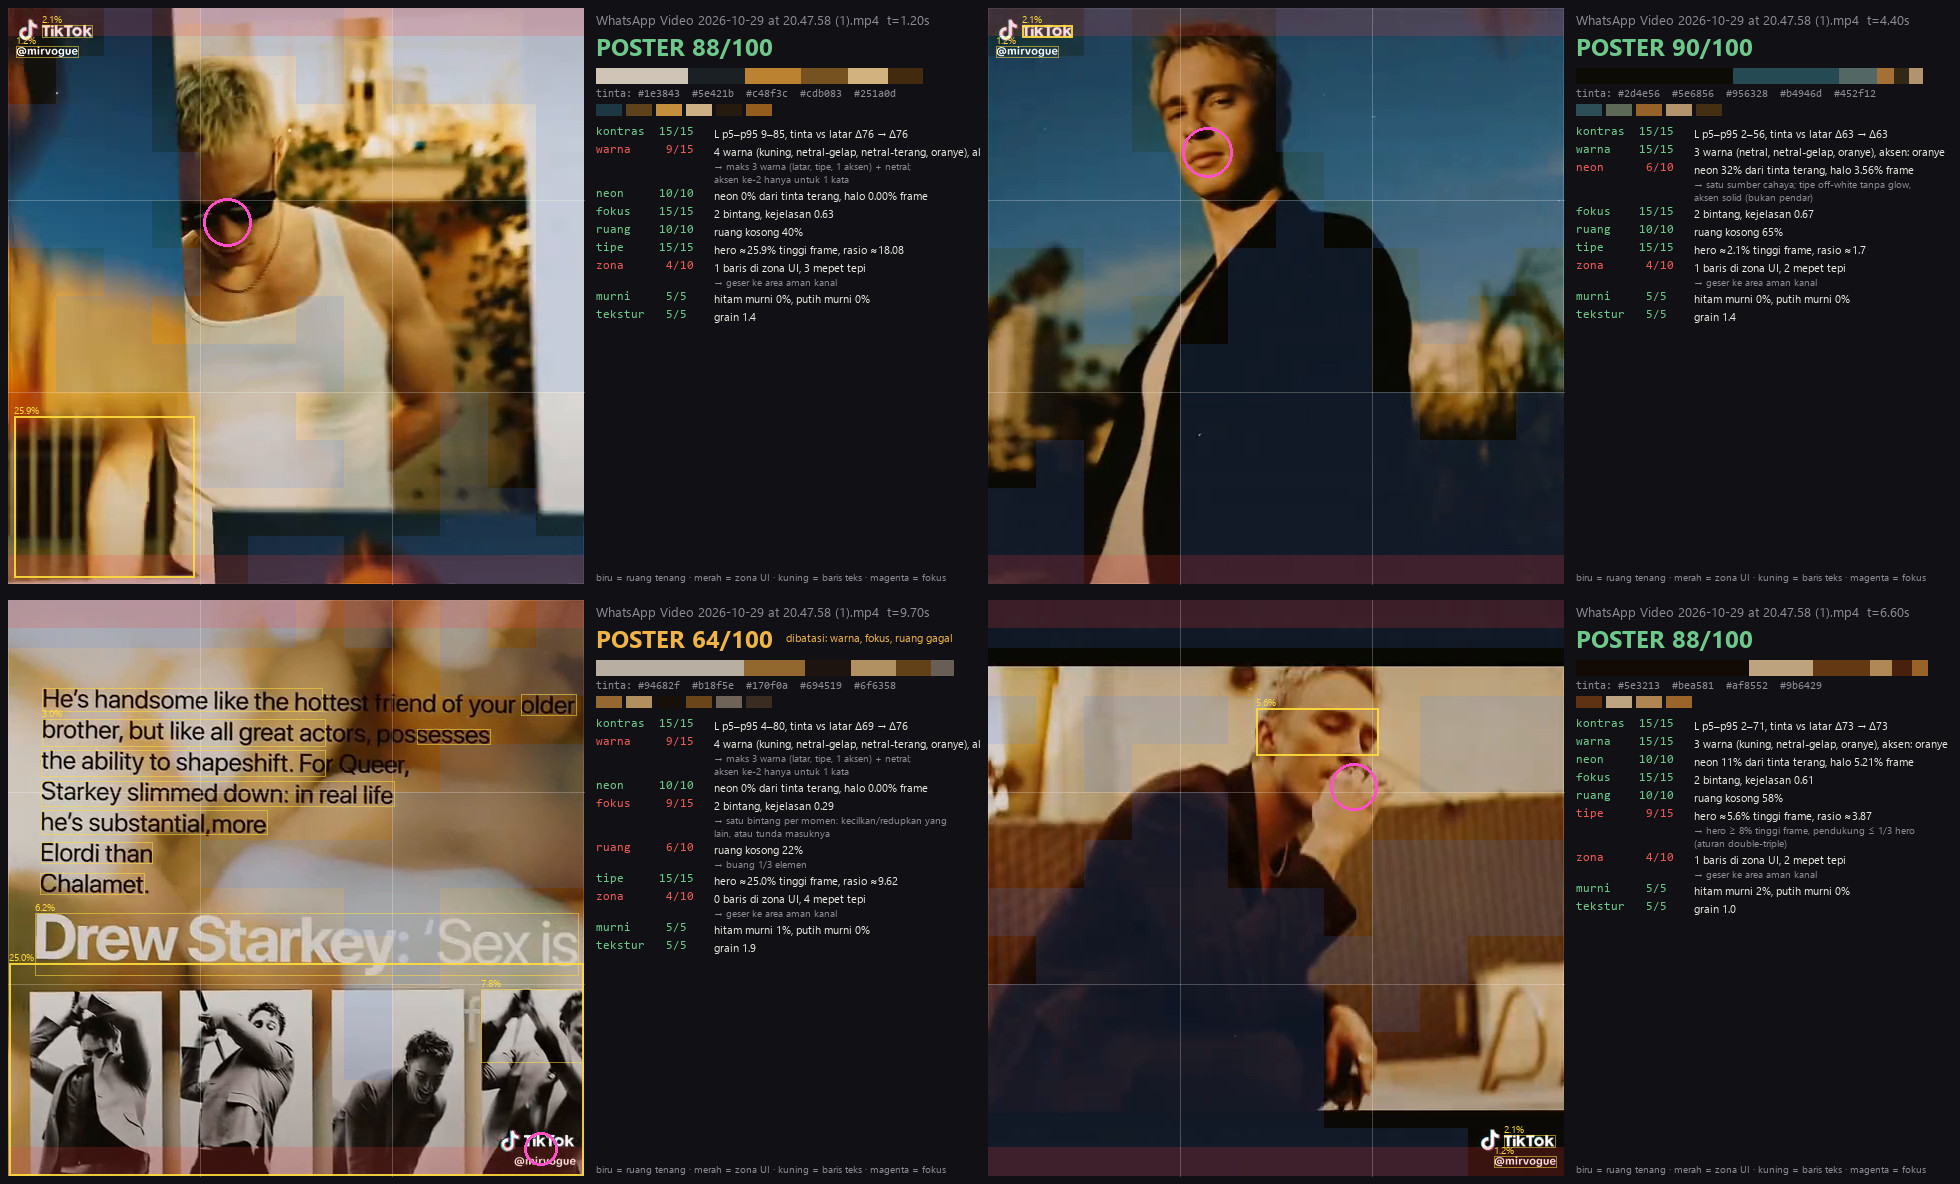 2.1%
TikTok
1.2%
@mirvogue
25.9%
WhatsApp Video 2026-10-29 at 20.47.58 (1).mp4 t=1.20s
POSTER 88/100
tinta: #1e3843 #5e421b #c48f3c #cdb083 #251a0d
kontras 15/15 L p5–p95 9–85, tinta vs latar Δ76 → Δ76
warna 9/15 4 warna (kuning, netral-gelap, netral-terang, oranye), al
→ maks 3 warna (latar, tipe, 1 aksen) + netral;
aksen ke-2 hanya untuk 1 kata
neon 10/10 neon 0% dari tinta terang, halo 0.00% frame
fokus 15/15 2 bintang, kejelasan 0.63
ruang 10/10 ruang kosong 40%
tipe 15/15 hero ≈25.9% tinggi frame, rasio ≈18.08
zona 4/10 1 baris di zona UI, 3 mepet tepi
→ geser ke area aman kanal
murni 5/5 hitam murni 0%, putih murni 0%
tekstur 5/5 grain 1.4
biru = ruang tenang · merah = zona UI · kuning = baris teks · magenta = fokus
2.1%
TikTok
1.2%
@mirvogue
WhatsApp Video 2026-10-29 at 20.47.58 (1).mp4 t=4.40s
POSTER 90/100
tinta: #2d4e56 #5e6856 #956328 #b4946d #452f12
kontras 15/15 L p5–p95 2–56, tinta vs latar Δ63 → Δ63
warna 15/15 3 warna (netral, netral-gelap, oranye), aksen: oranye
neon 6/10 neon 32% dari tinta terang, halo 3.56% frame
→ satu sumber cahaya; tipe off-white tanpa glow,
aksen solid (bukan pendar)
fokus 15/15 2 bintang, kejelasan 0.67
ruang 10/10 ruang kosong 65%
tipe 15/15 hero ≈2.1% tinggi frame, rasio ≈1.7
zona 4/10 1 baris di zona UI, 2 mepet tepi
→ geser ke area aman kanal
murni 5/5 hitam murni 0%, putih murni 0%
tekstur 5/5 grain 1.4
biru = ruang tenang · merah = zona UI · kuning = baris teks · magenta = fokus
He's handsome like the hottest friend of your older
3.0%
brother, but like all great actors, possesses
the ability to shapeshift. For Queer,
Starkey slimmed down: in real life
he's substantial,more
Elordi than
Chalamet.
6.2%
Drew Starkey: ‘Sex is
25.0%
7.8%
f
TikTok
@mirvogue
WhatsApp Video 2026-10-29 at 20.47.58 (1).mp4 t=9.70s
POSTER 64/100 dibatasi: warna, fokus, ruang gagal
tinta: #94682f #b18f5e #170f0a #694519 #6f6358
kontras 15/15 L p5–p95 4–80, tinta vs latar Δ69 → Δ76
warna 9/15 4 warna (kuning, netral-gelap, netral-terang, oranye), al
→ maks 3 warna (latar, tipe, 1 aksen) + netral;
aksen ke-2 hanya untuk 1 kata
neon 10/10 neon 0% dari tinta terang, halo 0.00% frame
fokus 9/15 2 bintang, kejelasan 0.29
→ satu bintang per momen: kecilkan/redupkan yang
lain, atau tunda masuknya
ruang 6/10 ruang kosong 22%
→ buang 1/3 elemen
tipe 15/15 hero ≈25.0% tinggi frame, rasio ≈9.62
zona 4/10 0 baris di zona UI, 4 mepet tepi
→ geser ke area aman kanal
murni 5/5 hitam murni 1%, putih murni 0%
tekstur 5/5 grain 1.9
biru = ruang tenang · merah = zona UI · kuning = baris teks · magenta = fokus
5.6%
2.1%
TikTok
1.2%
@mirvogue
WhatsApp Video 2026-10-29 at 20.47.58 (1).mp4 t=6.60s
POSTER 88/100
tinta: #5e3213 #bea581 #af8552 #9b6429
kontras 15/15 L p5–p95 2–71, tinta vs latar Δ73 → Δ73
warna 15/15 3 warna (kuning, netral-gelap, oranye), aksen: oranye
neon 10/10 neon 11% dari tinta terang, halo 5.21% frame
fokus 15/15 2 bintang, kejelasan 0.61
ruang 10/10 ruang kosong 58%
tipe 9/15 hero ≈5.6% tinggi frame, rasio ≈3.87
→ hero ≥ 8% tinggi frame, pendukung ≤ 1/3 hero
(aturan double-triple)
zona 4/10 1 baris di zona UI, 2 mepet tepi
→ geser ke area aman kanal
murni 5/5 hitam murni 2%, putih murni 0%
tekstur 5/5 grain 1.0
biru = ruang tenang · merah = zona UI · kuning = baris teks · magenta = fokus